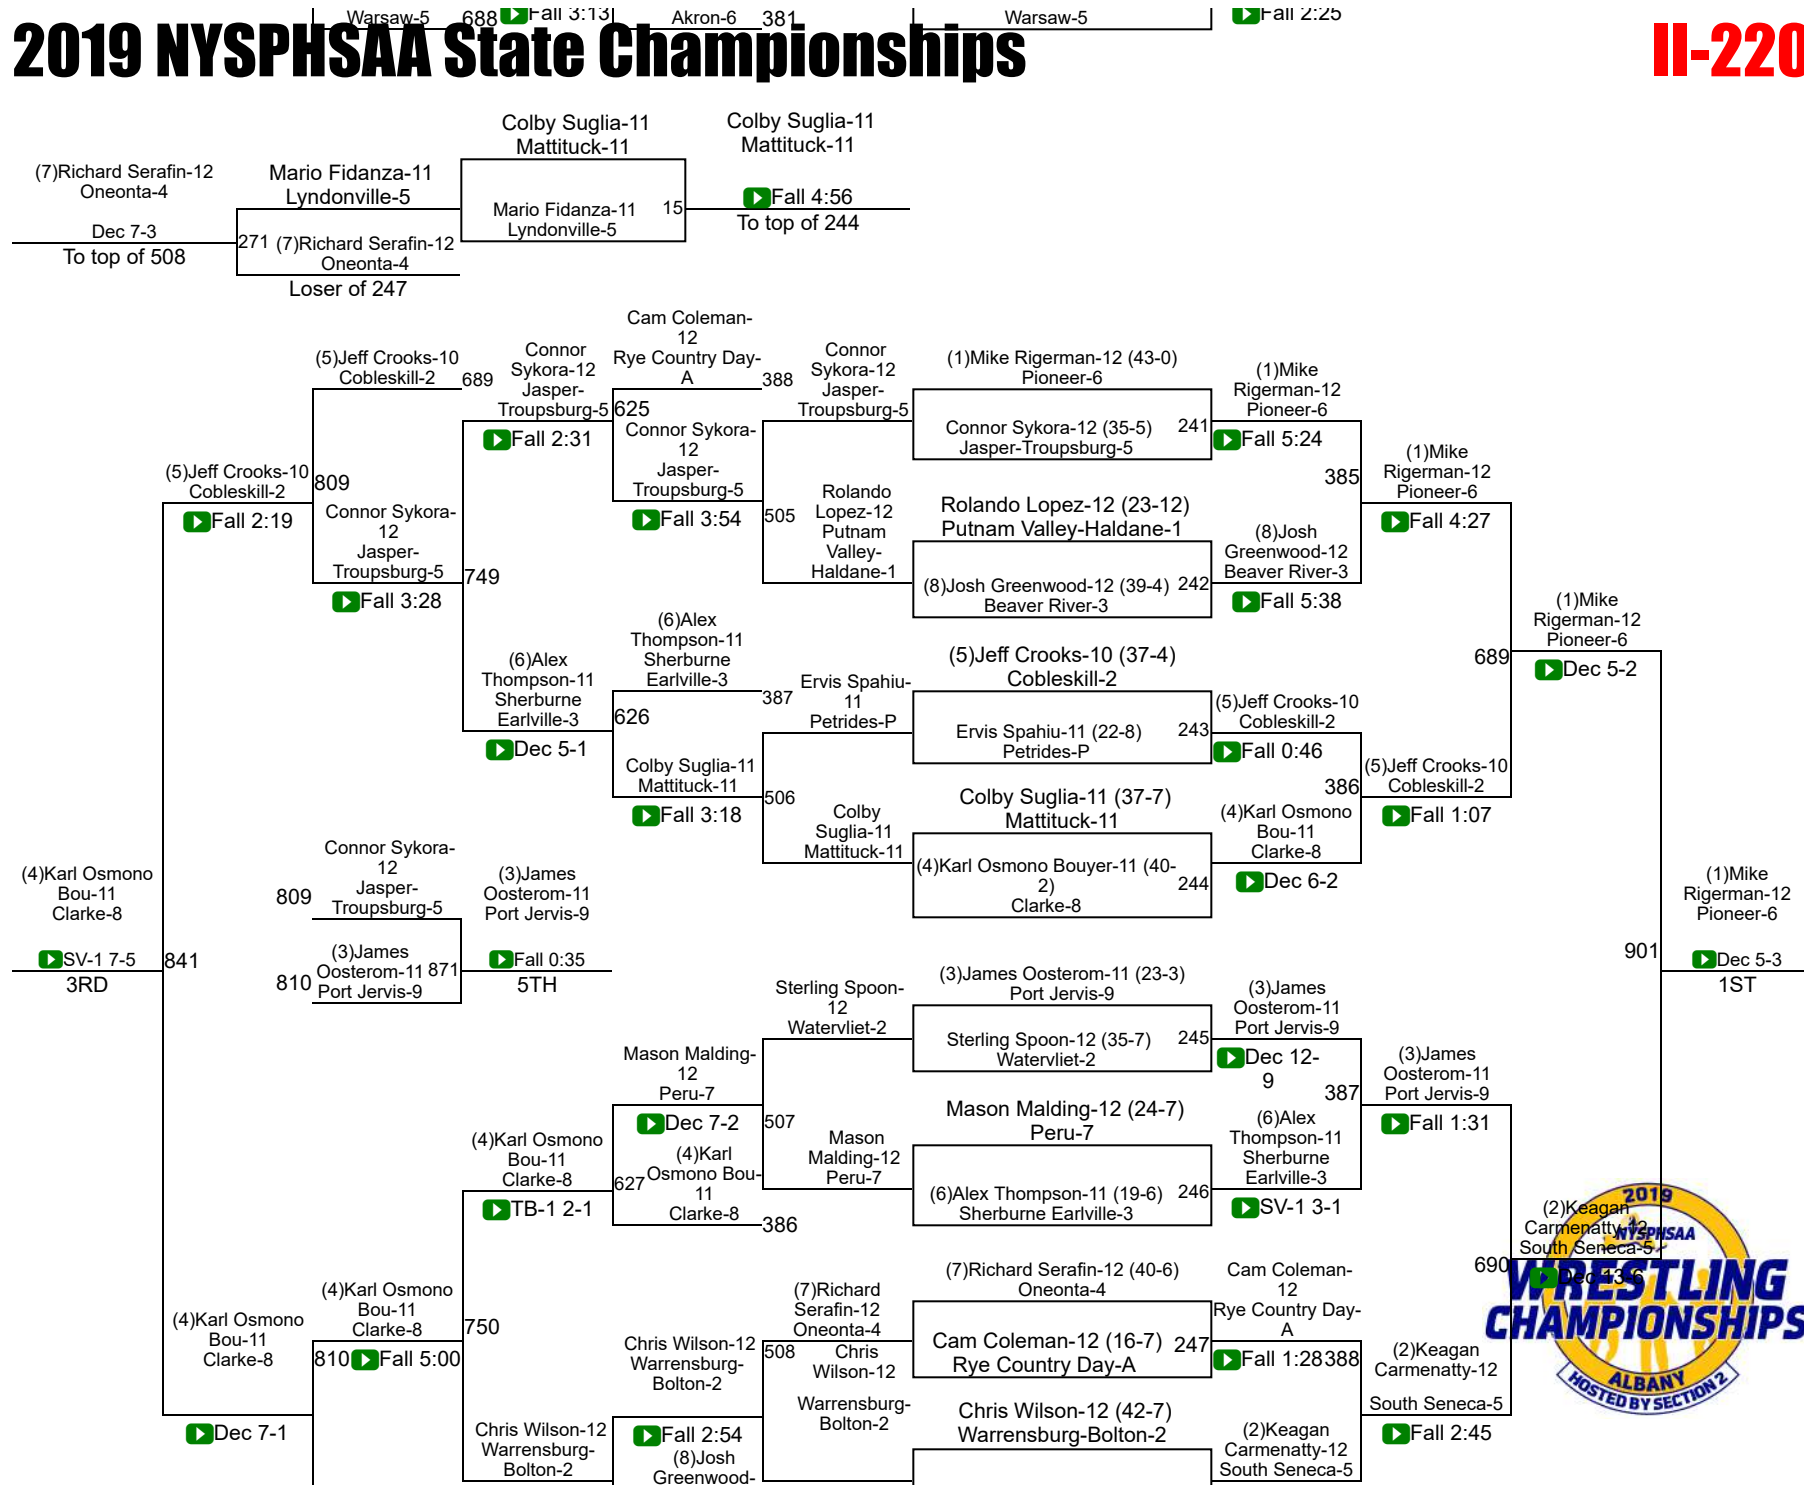 Warsaw-5
688
Fall 3:13
Akron-6
381
Warsaw-5
Fall 2:25
2019 NYSPHSAA State Championships
II-220
Colby Suglia-11
Mattituck-11
Colby Suglia-11
Mattituck-11
(7)Richard Serafin-12
Oneonta-4
Mario Fidanza-11
Lyndonville-5
Mario Fidanza-11
Lyndonville-5
15
Fall 4:56
To top of 244
Dec 7-3
To top of 508
271
(7)Richard Serafin-12
Oneonta-4
Loser of 247
(5)Jeff Crooks-10
Cobleskill-2
689
Connor
Sykora-12
Jasper-
Troupsburg-5
Fall 2:31
Cam Coleman-
12
Rye Country Day-
A
388
625
Connor Sykora-
12
Jasper-
Troupsburg-5
Fall 3:54
Connor
Sykora-12
Jasper-
Troupsburg-5
505
Rolando
Lopez-12
Putnam
Valley-
Haldane-1
(1)Mike Rigerman-12 (43-0)
Pioneer-6
Connor Sykora-12 (35-5)
Jasper-Troupsburg-5
241
(1)Mike
Rigerman-12
Pioneer-6
Fall 5:24
Rolando Lopez-12 (23-12)
Putnam Valley-Haldane-1
(8)Josh Greenwood-12 (39-4)
Beaver River-3
242
(8)Josh
Greenwood-12
Beaver River-3
Fall 5:38
385
(1)Mike
Rigerman-12
Pioneer-6
Fall 4:27
(5)Jeff Crooks-10
Cobleskill-2
Fall 2:19
809
Connor Sykora-
12
Jasper-
Troupsburg-5
Fall 3:28
749
(6)Alex
Thompson-11
Sherburne
Earlville-3
Dec 5-1
(6)Alex
Thompson-11
Sherburne
Earlville-3
387
626
Colby Suglia-11
Mattituck-11
Fall 3:18
Ervis Spahiu-
11
Petrides-P
506
Colby
Suglia-11
Mattituck-11
(5)Jeff Crooks-10 (37-4)
Cobleskill-2
Ervis Spahiu-11 (22-8)
Petrides-P
243
(5)Jeff Crooks-10
Cobleskill-2
Fall 0:46
Colby Suglia-11 (37-7)
Mattituck-11
(4)Karl Osmono Bouyer-11 (40-
2)
Clarke-8
244
(4)Karl Osmono
Bou-11
Clarke-8
Dec 6-2
386
(5)Jeff Crooks-10
Cobleskill-2
Fall 1:07
689
(1)Mike
Rigerman-12
Pioneer-6
Dec 5-2
(4)Karl Osmono
Bou-11
Clarke-8
SV-1 7-5
3RD
841
809
Connor Sykora-
12
Jasper-
Troupsburg-5
810
(3)James
Oosterom-11
Port Jervis-9
871
(3)James
Oosterom-11
Port Jervis-9
Fall 0:35
5TH
901
(1)Mike
Rigerman-12
Pioneer-6
Dec 5-3
1ST
Sterling Spoon-
12
Watervliet-2
(3)James Oosterom-11 (23-3)
Port Jervis-9
Sterling Spoon-12 (35-7)
Watervliet-2
245
(3)James
Oosterom-11
Port Jervis-9
Dec 12-
9
Mason Malding-
12
Peru-7
Dec 7-2
507
Mason
Malding-12
Peru-7
Mason Malding-12 (24-7)
Peru-7
(6)Alex Thompson-11 (19-6)
Sherburne Earlville-3
246
(6)Alex
Thompson-11
Sherburne
Earlville-3
SV-1 3-1
387
(3)James
Oosterom-11
Port Jervis-9
Fall 1:31
(4)Karl Osmono
Bou-11
Clarke-8
TB-1 2-1
627
(4)Karl
Osmono Bou-
11
Clarke-8
386
690
(2)Keagan
Carmenatty-12
South Seneca-5
Dec 13-6
2019
NYSPHSAA
WRESTLING
CHAMPIONSHIPS
ALBANY
HOSTED BY SECTION 2
(4)Karl Osmono
Bou-11
Clarke-8
Dec 7-1
(4)Karl Osmono
Bou-11
Clarke-8
810
Fall 5:00
750
Chris Wilson-12
Warrensburg-
Bolton-2
Chris Wilson-12
Warrensburg-
Bolton-2
Fall 2:54
(8)Josh
Greenwood-
(7)Richard
Serafin-12
Oneonta-4
508
Chris
Wilson-12
Warrensburg-
Bolton-2
(7)Richard Serafin-12 (40-6)
Oneonta-4
Cam Coleman-12 (16-7)
Rye Country Day-A
247
Cam Coleman-
12
Rye Country Day-
A
Fall 1:28
388
Chris Wilson-12 (42-7)
Warrensburg-Bolton-2
(2)Keagan
Carmenatty-12
South Seneca-5
(2)Keagan
Carmenatty-12
South Seneca-5
Fall 2:45